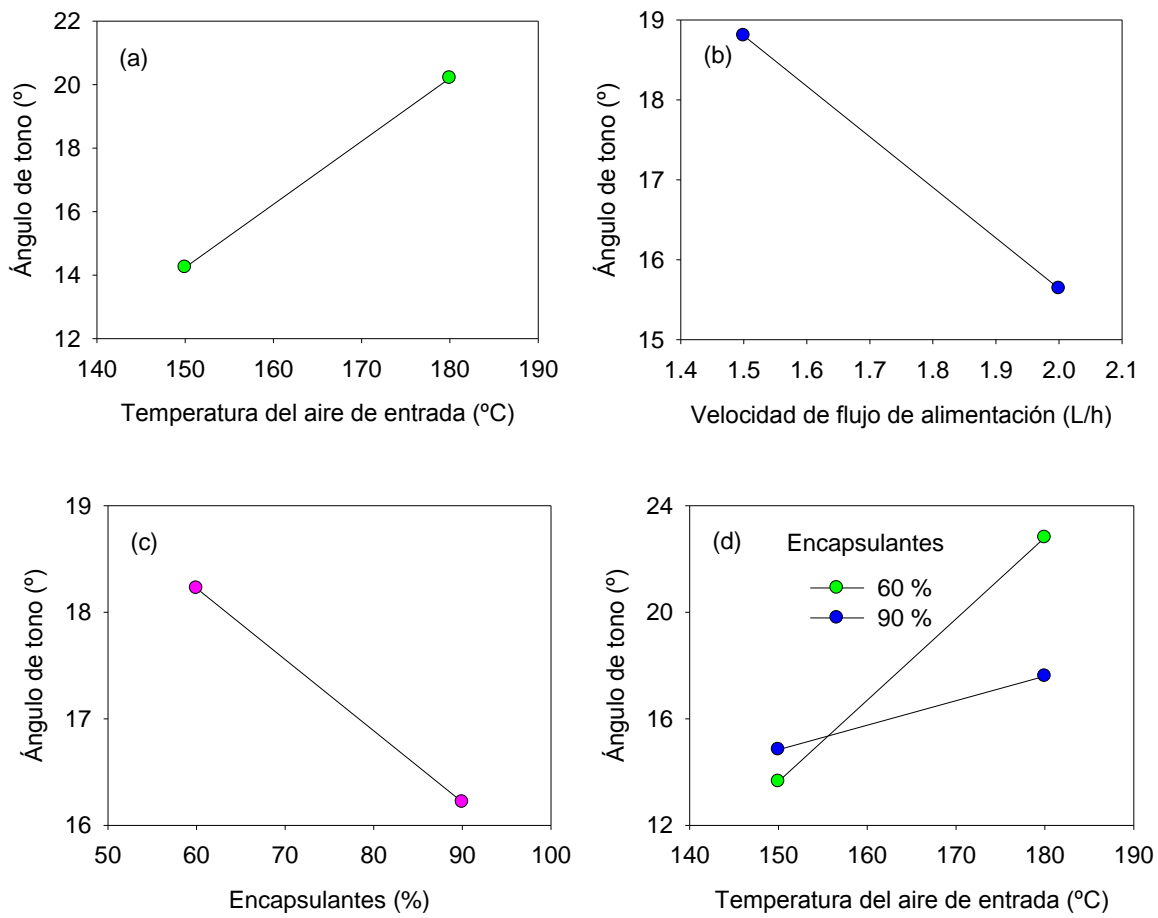 22
20
18
16
14
12
(a)
Ángulo de tono (º)
140 150 160 170 180 190
Temperatura del aire de entrada (ºC)
19
18
17
16
15
(b)
Ángulo de tono (º)
1.4 1.5 1.6 1.7 1.8 1.9 2.0 2.1
Velocidad de flujo de alimentación (L/h)
19
18
17
16
(c)
Ángulo de tono (º)
50 60 70 80 90 100
Encapsulantes (%)
24
20
16
12
(d) Encapsulantes
60 %
90 %
Ángulo de tono (º)
140 150 160 170 180 190
Temperatura del aire de entrada (ºC)